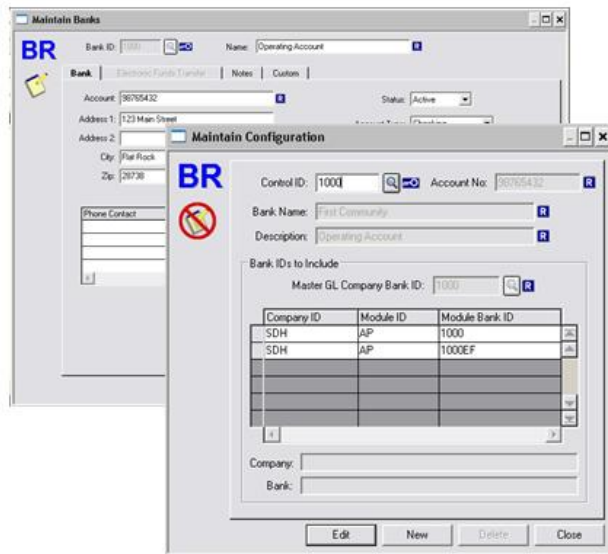 Maintain Banks
BR
Bank ID: 1000 Name: Operating Account R
Bank Electronic Funds Transfer Notes Custom
Account: 98765432 R Status: Active
Address 1: 123 Main Street
Address 2:
City: Flat Rock
Zip: 28738
Phone Contact
Maintain Configuration
BR
Control ID: 1000 Account No: 98765432 R
Bank Name: First Community R
Description: Operating Account R
Bank IDs to Include
Master GL Company Bank ID: 1000 R
Company ID Module ID Module Bank ID
SDH AP 1000
SDH AP 1000EF
Company:
Bank:
Edit New Delete Close